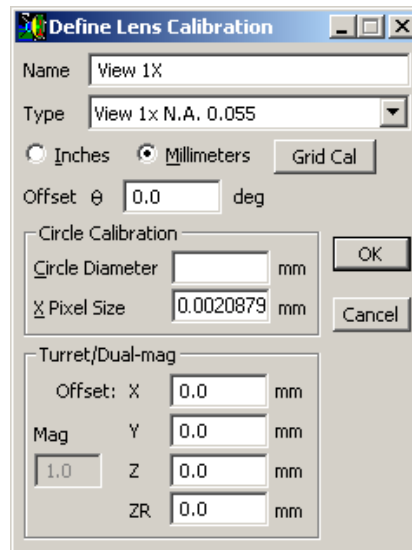 Define Lens Calibration
Name View 1X
Type View 1x N.A. 0.055
Inches Millimeters Grid Cal
Offset θ 0.0 deg
Circle Calibration
OK
Circle Diameter mm
X Pixel Size 0.0020879 mm
Cancel
Turret/Dual-mag
Offset: X 0.0 mm
Mag Y 0.0 mm
1.0 Z 0.0 mm
ZR 0.0 mm